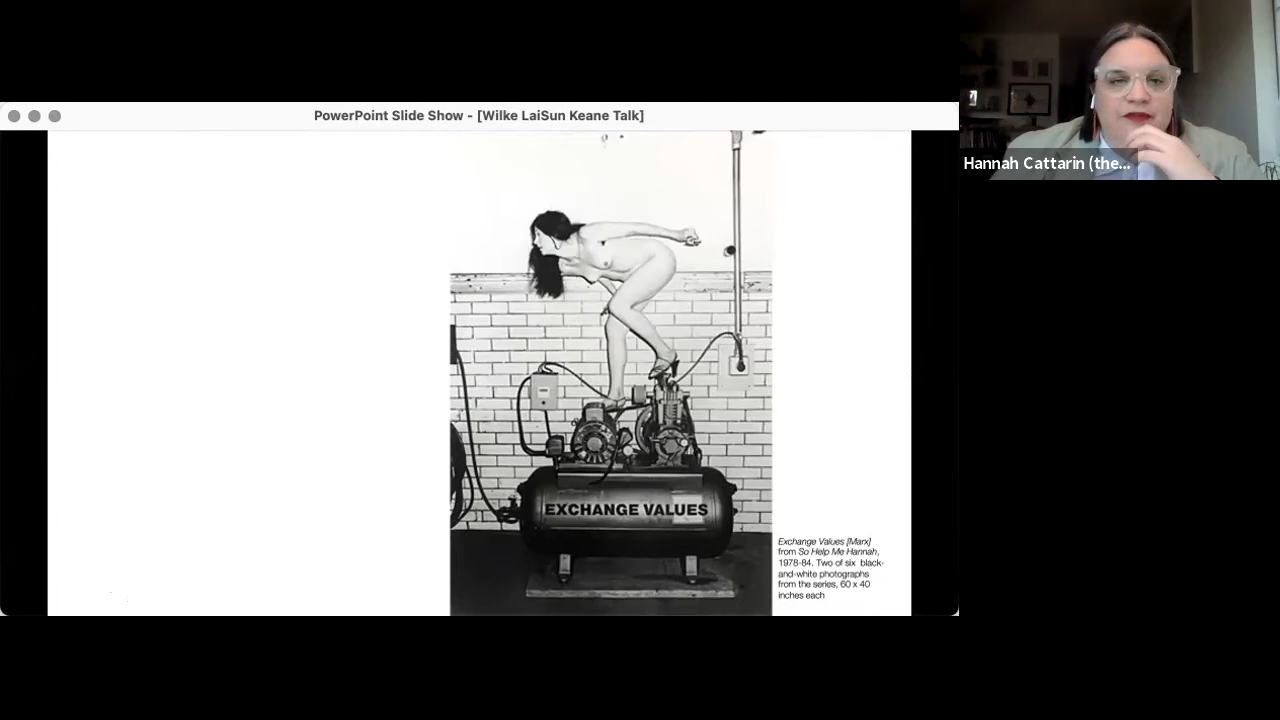 PowerPoint Slide Show - [Wilke LaiSun Keane Talk]
Hannah Cattarin (the...
EXCHANGE VALUES
Exchange Values [Marx]
from So Help Me Hannah,
1978-84. Two of six black-
and-white photographs
from the series, 60 x 40
inches each